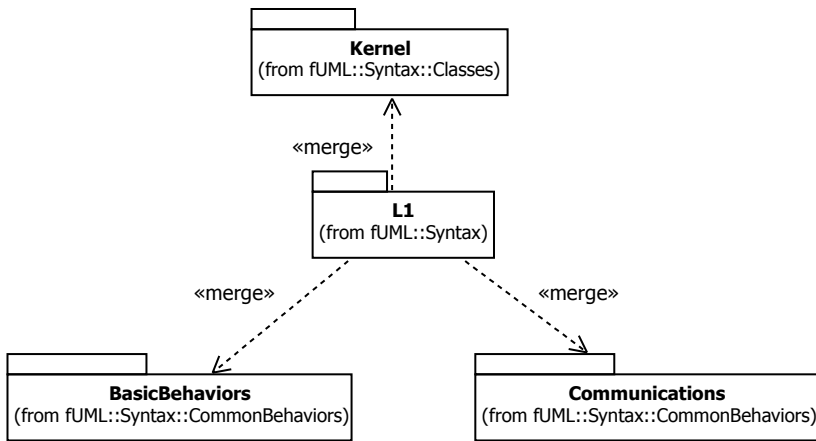 Kernel
(from fUML::Syntax::Classes)
«merge»
L1
(from fUML::Syntax)
«merge»
«merge»
BasicBehaviors
(from fUML::Syntax::CommonBehaviors)
Communications
(from fUML::Syntax::CommonBehaviors)